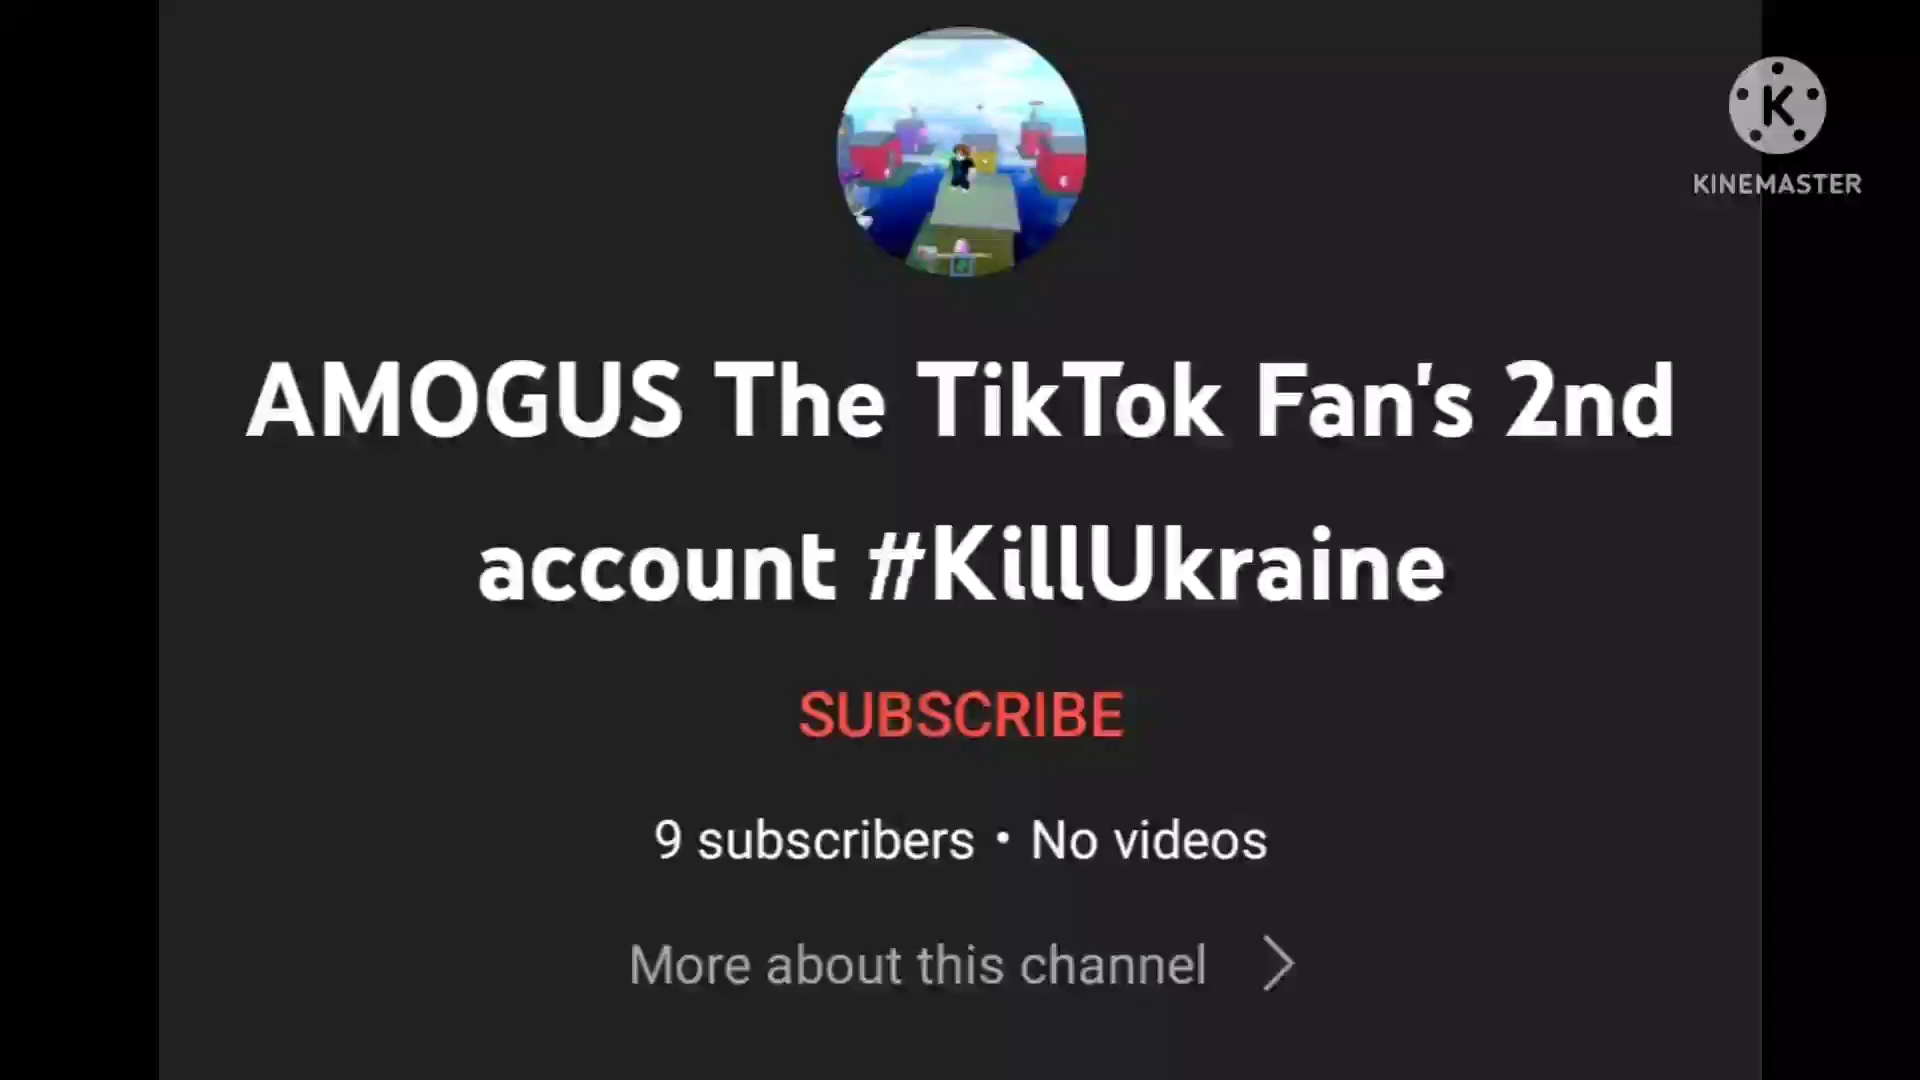 K
KINEMASTER
AMOGUS The TikTok Fan's 2nd
account #KillUkraine
SUBSCRIBE
9 subscribers • No videos
More about this channel